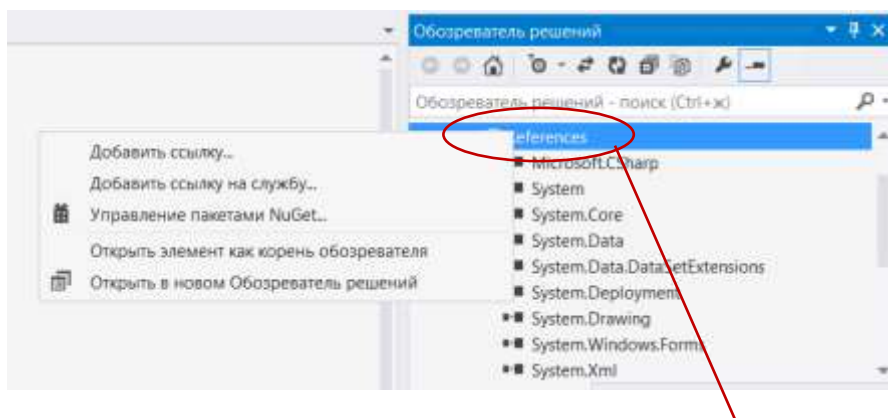 Обозреватель решений
Обозреватель решений - поиск (Ctrl+ж)
References
Microsoft.CSharp
System
System.Core
System.Data
System.Data.DataSetExtensions
System.Deployment
System.Drawing
System.Windows.Forms
System.Xml
Добавить ссылку...
Добавить ссылку на службу...
Управление пакетами NuGet...
Открыть элемент как корень обозревателя
Открыть в новом Обозреватель решений